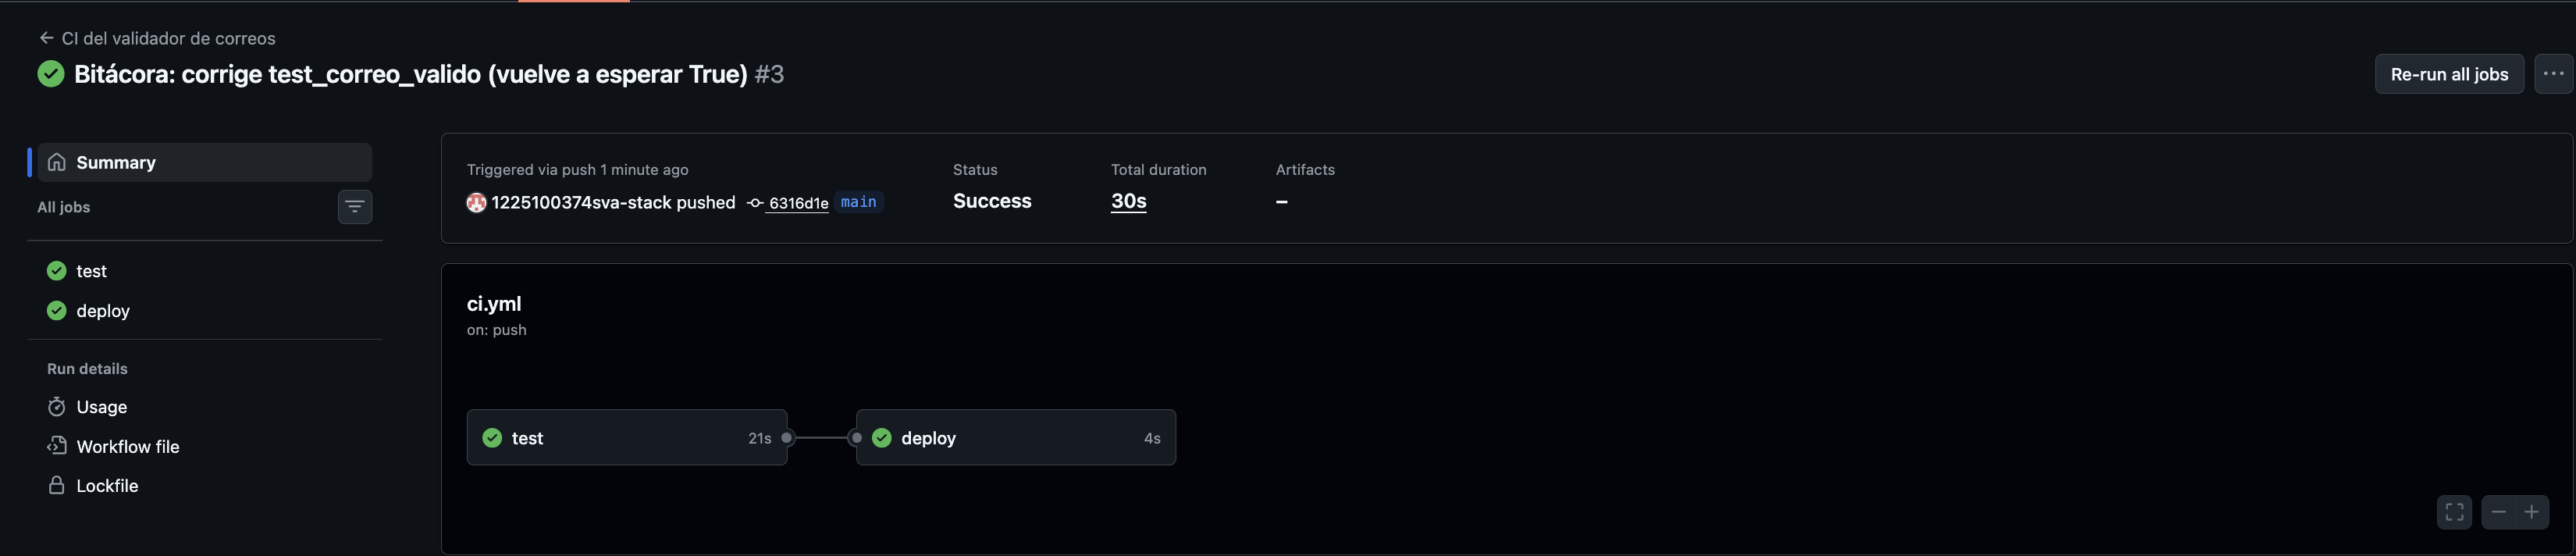 CI del validador de correos
Bitácora: corrige test_correo_valido (vuelve a esperar True) #3
Re-run all jobs
Summary
All jobs
test
deploy
Run details
Usage
Workflow file
Lockfile
Triggered via push 1 minute ago
1225100374sva-stack pushed 6316d1e main
Status
Success
Total duration
30s
Artifacts
–
ci.yml
on: push
test 21s
deploy 4s